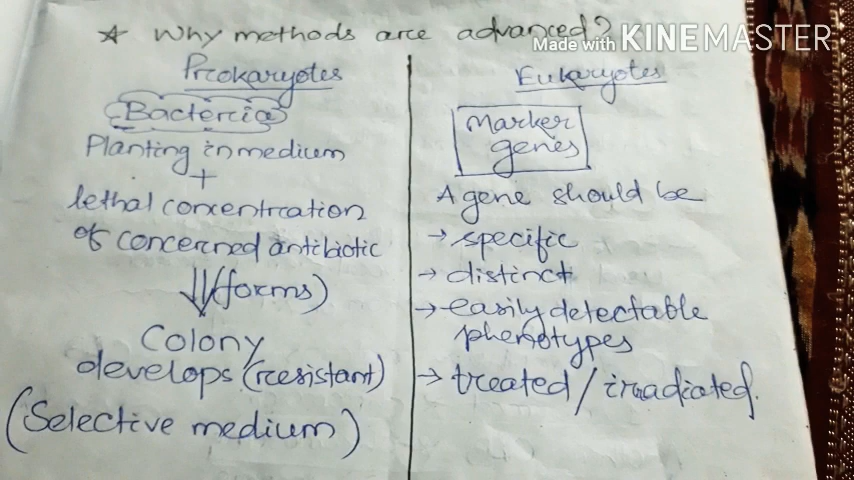 ☆ Why methods are advanced?
Made with KINEMASTER
Prokaryotes
Bacteria
Planting in medium
+
lethal concentration
of concerned antibiotic
⇓ (forms)
Colony
develops (resistant)
(Selective medium)
Eukaryotes
Marker
genes
A gene should be
→ specific
→ distinct
→ easily detectable
phenotypes
→ treated / irradiated.